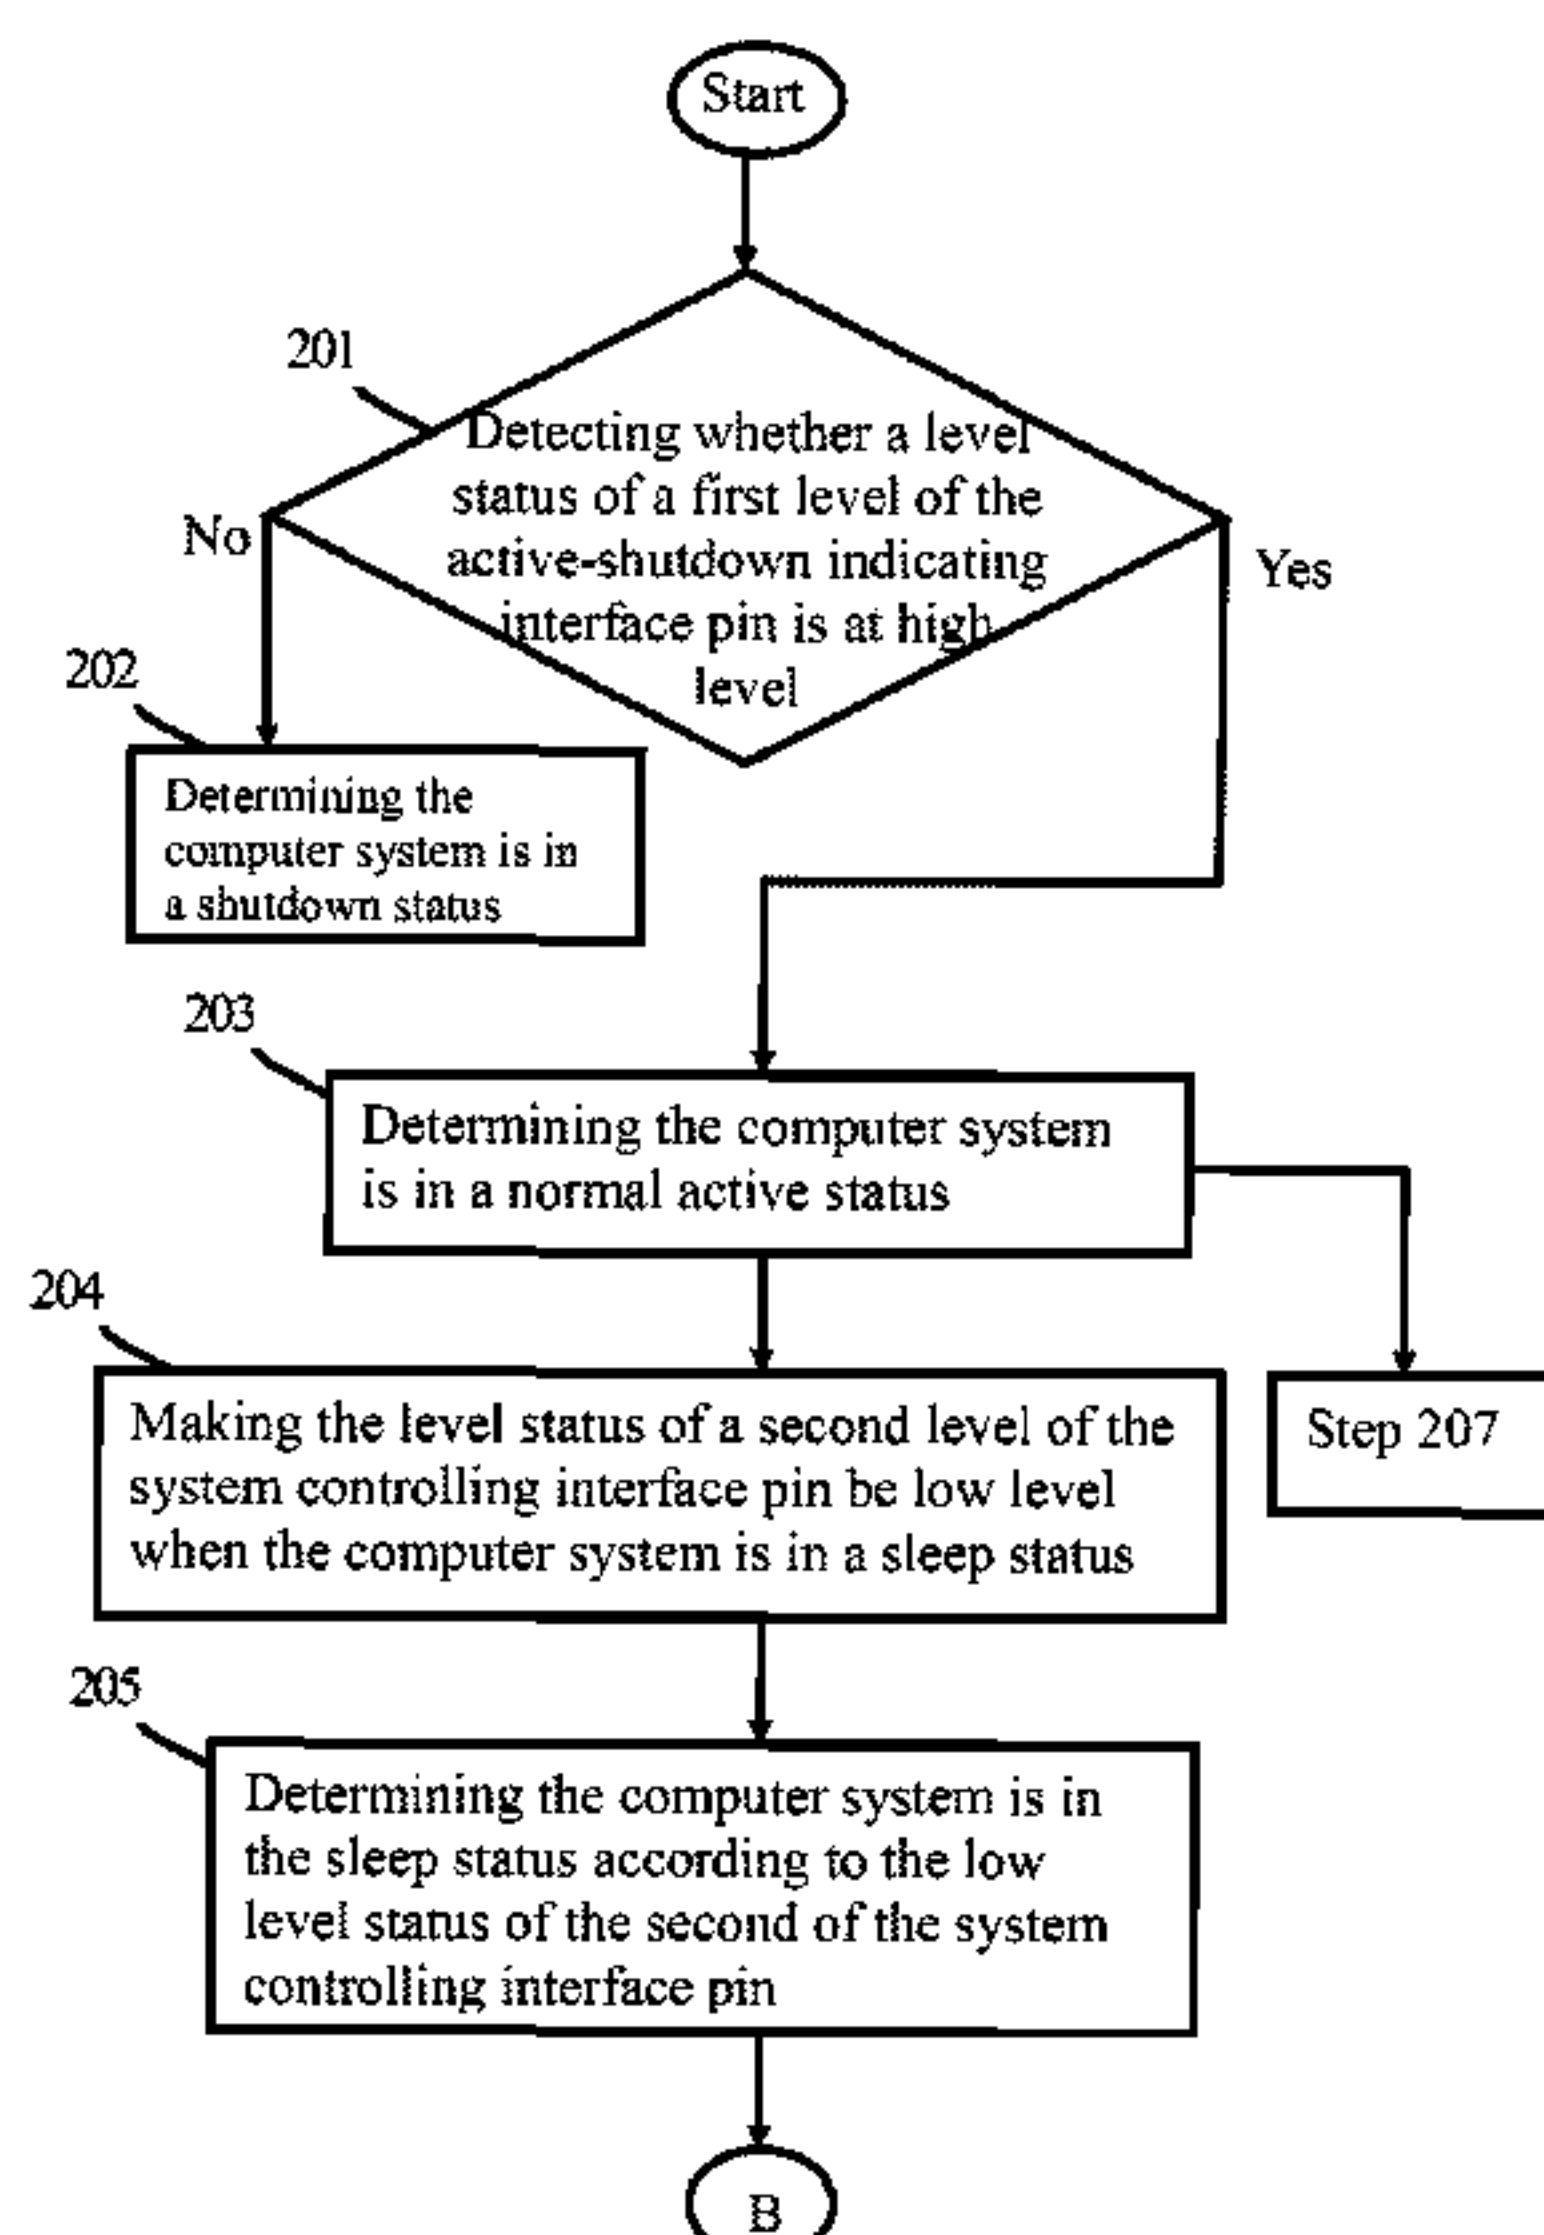 Start
201
Detecting whether a level
status of a first level of the
active-shutdown indicating
interface pin is at high
level
No
Yes
202
Determining the
computer system is in
a shutdown status
203
Determining the computer system
is in a normal active status
204
Making the level status of a second level of the
system controlling interface pin be low level
when the computer system is in a sleep status
Step 207
205
Determining the computer system is in
the sleep status according to the low
level status of the second of the system
controlling interface pin
B